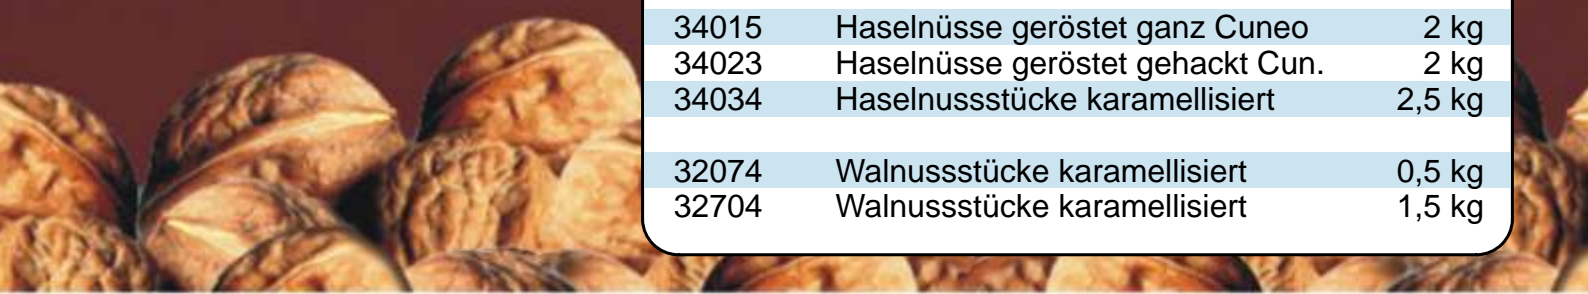 34015 Haselnüsse geröstet ganz Cuneo 2 kg
34023 Haselnüsse geröstet gehackt Cun. 2 kg
34034 Haselnussstücke karamellisiert 2,5 kg
32074 Walnussstücke karamellisiert 0,5 kg
32704 Walnussstücke karamellisiert 1,5 kg